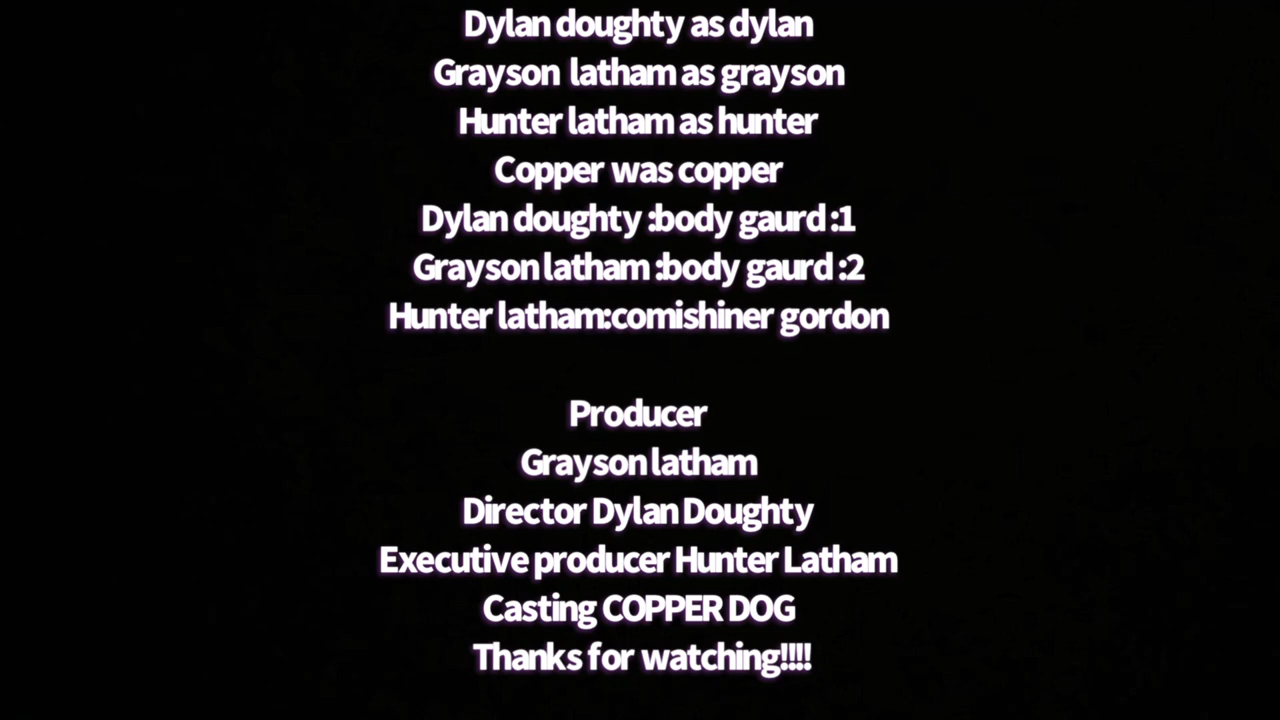 Dylan doughty as dylan
Grayson latham as grayson
Hunter latham as hunter
Copper was copper
Dylan doughty :body gaurd :1
Grayson latham :body gaurd :2
Hunter latham:comishiner gordon
Producer
Grayson latham
Director Dylan Doughty
Executive producer Hunter Latham
Casting COPPER DOG
Thanks for watching!!!!